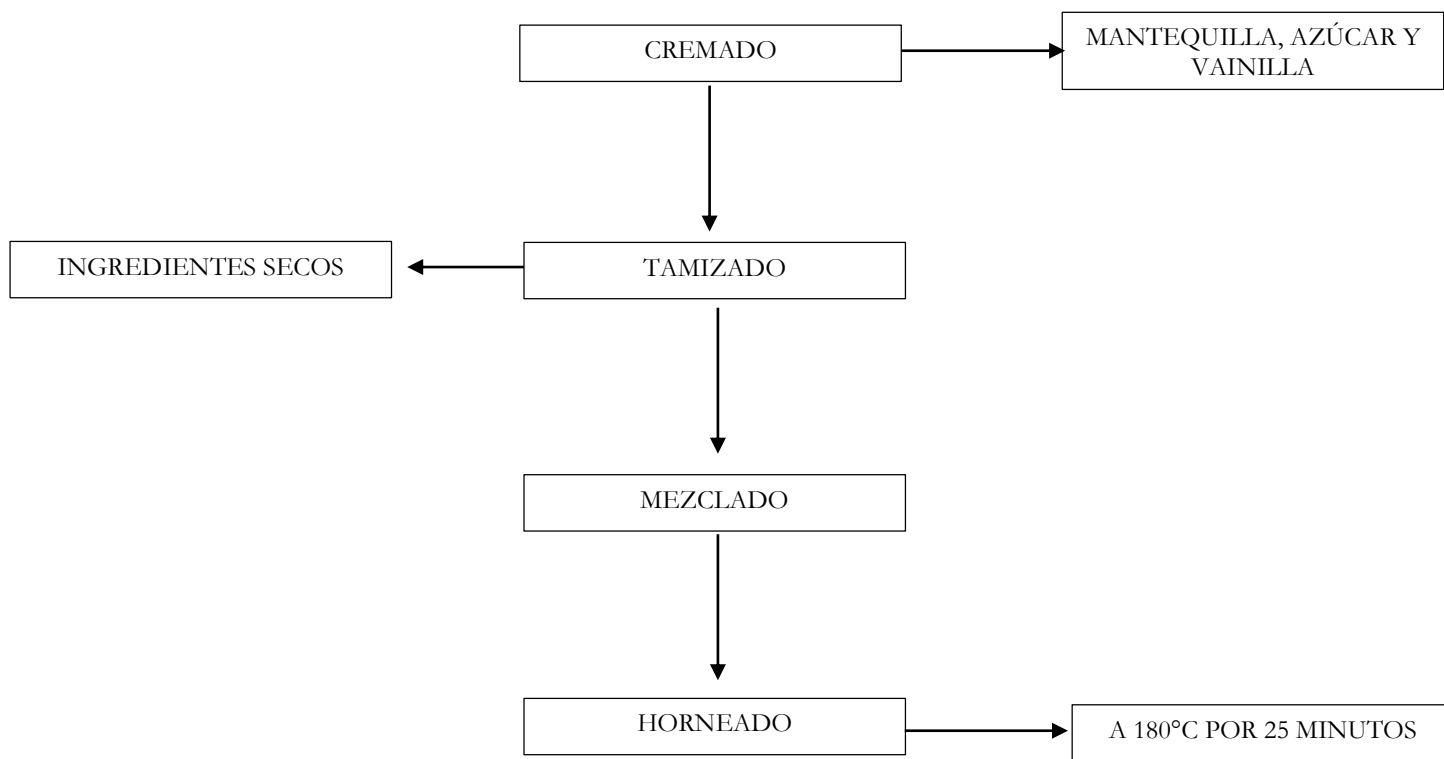 CREMADO
MANTEQUILLA, AZÚCAR Y
VAINILLA
INGREDIENTES SECOS
TAMIZADO
MEZCLADO
HORNEADO
A 180°C POR 25 MINUTOS